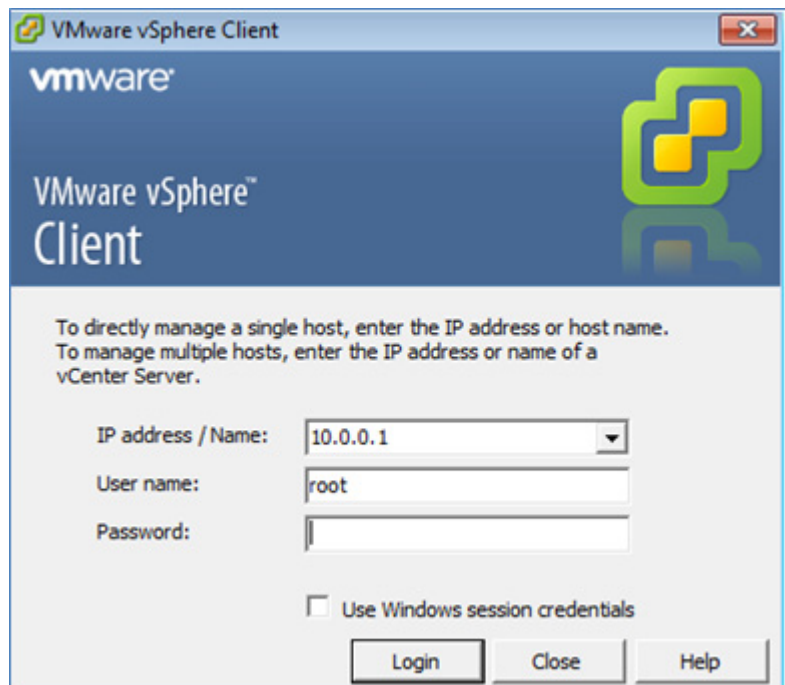 VMware vSphere Client
vmware
VMware vSphere™
Client
To directly manage a single host, enter the IP address or host name.
To manage multiple hosts, enter the IP address or name of a
vCenter Server.
IP address / Name: 10.0.0.1
User name: root
Password:
Use Windows session credentials
Login Close Help